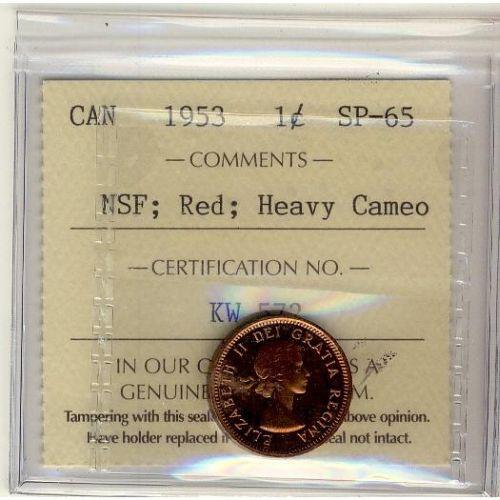 CAN 1953 1¢ SP-65
— COMMENTS —
NSF; Red; Heavy Cameo
— CERTIFICATION NO. —
KW 573
IN OUR A
GENUINE M.
Tampering with this seal above opinion.
Have holder replaced if seal not intact.
ELIZABETH II DEI GRATIA REGINA